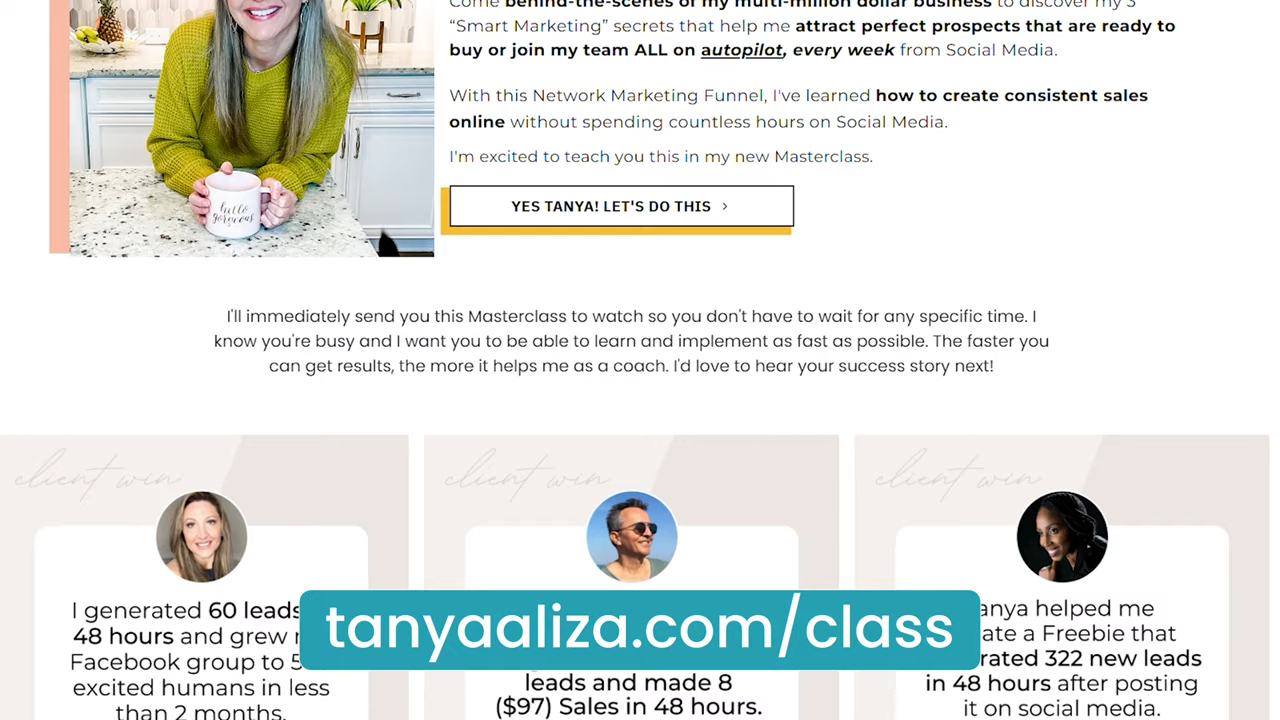 Come behind-the-scenes of my multi-million dollar business to discover my 3
“Smart Marketing” secrets that help me attract perfect prospects that are ready to
buy or join my team ALL on autopilot, every week from Social Media.
With this Network Marketing Funnel, I've learned how to create consistent sales
online without spending countless hours on Social Media.
I'm excited to teach you this in my new Masterclass.
YES TANYA! LET'S DO THIS
hello
gorgeous
I'll immediately send you this Masterclass to watch so you don't have to wait for any specific time. I
know you're busy and I want you to be able to learn and implement as fast as possible. The faster you
can get results, the more it helps me as a coach. I'd love to hear your success story next!
client win
client win
client win
I generated 60 leads
48 hours and grew
Facebook group to
excited humans in less
than 2 months.
leads and made 8
($97) Sales in 48 hours.
helped me
a Freebie that
322 new leads
in 48 hours after posting
it on social media.
tanyaaliza.com/class